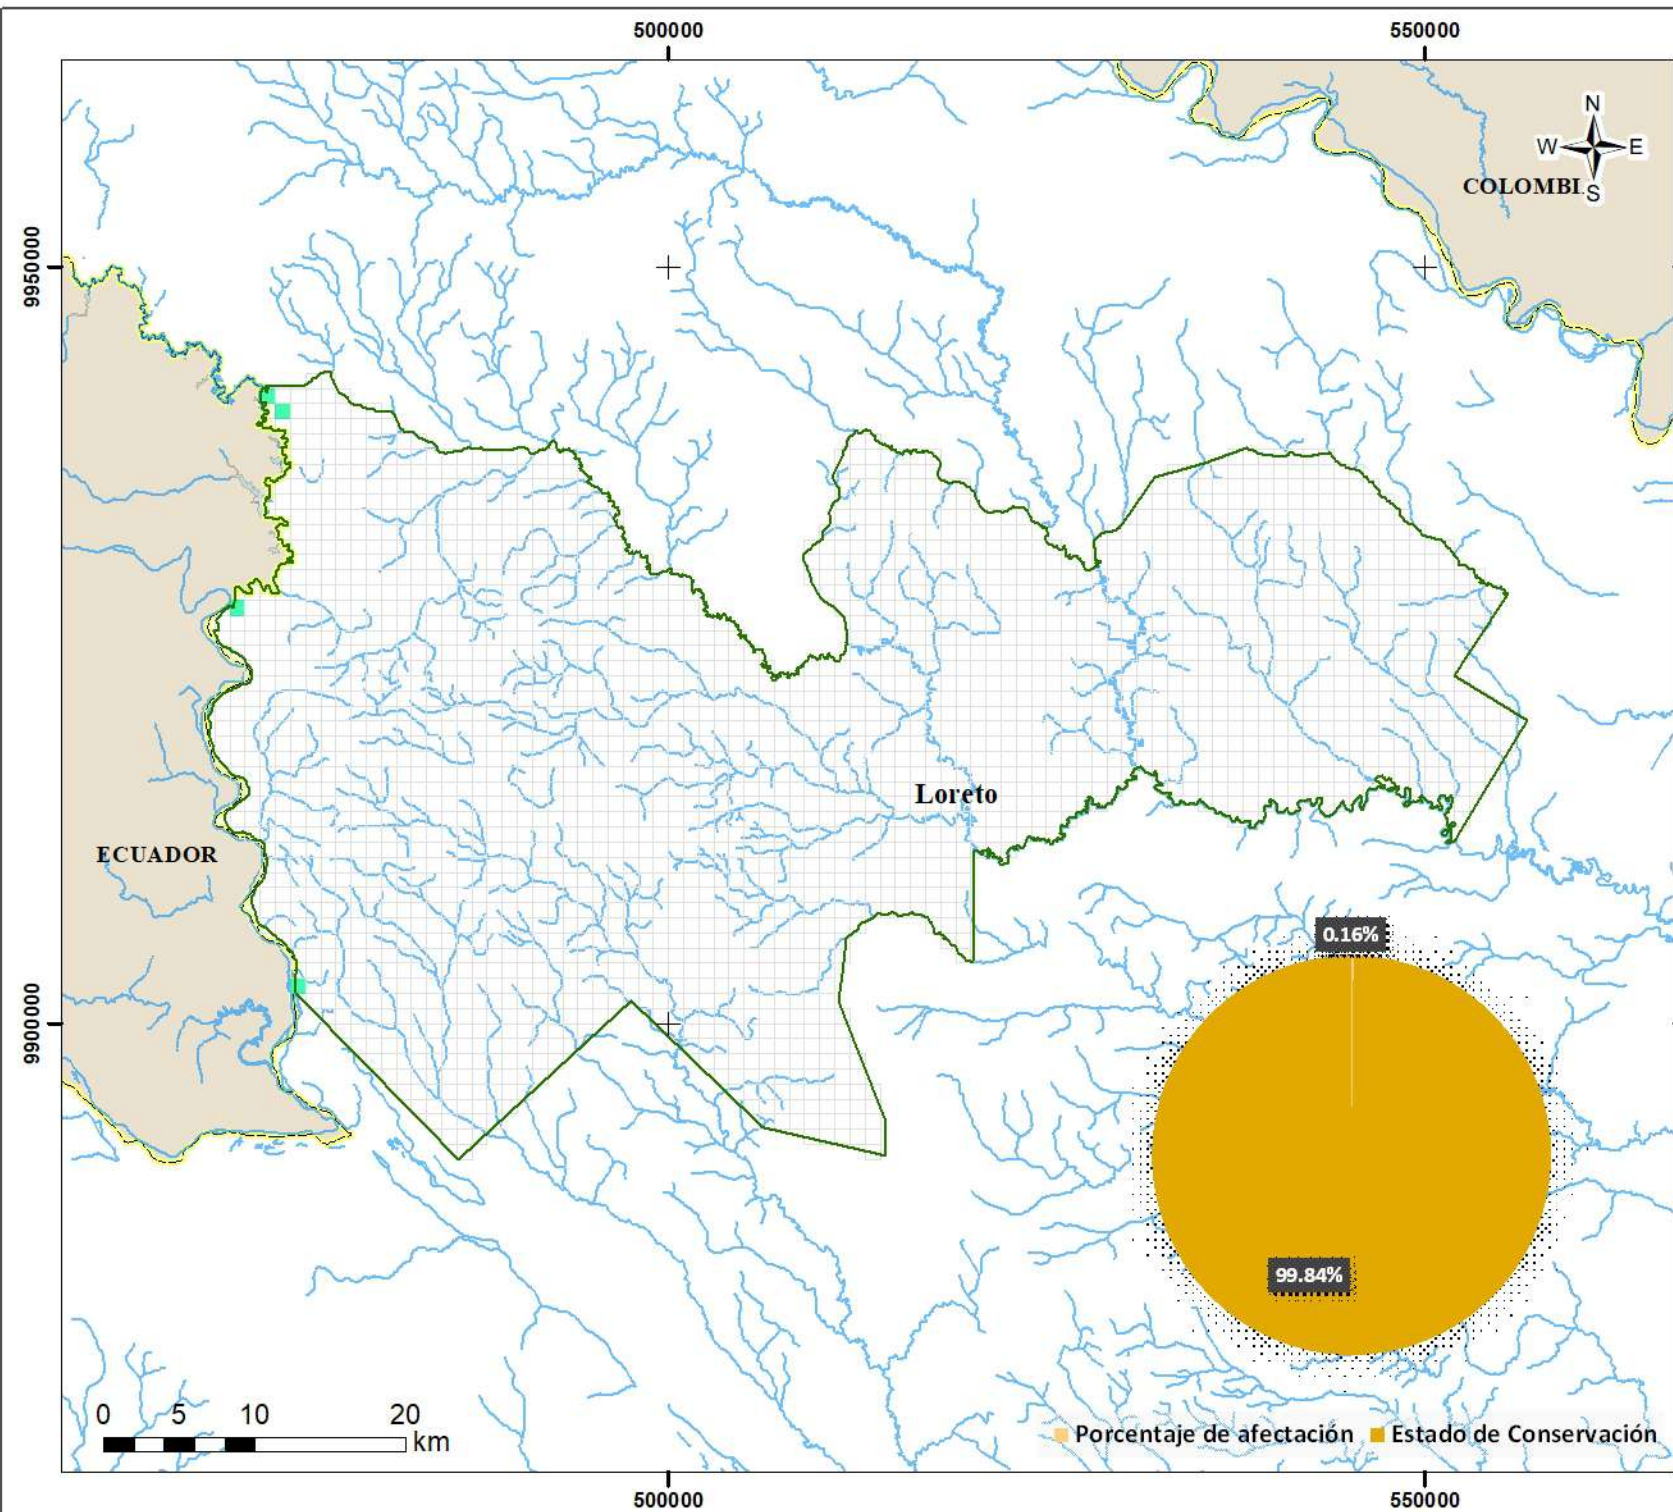 500000 550000
N
W E
S
COLOMBI
9950000
Loreto
ECUADOR
0.16%
9900000
99.84%
0 5 10 20
km
Porcentaje de afectación Estado de Conservación
500000 550000